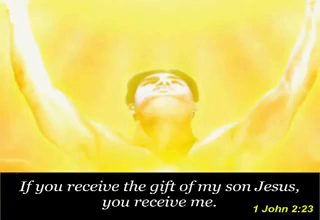 If you receive the gift of my son Jesus,
you receive me.
1 John 2:23